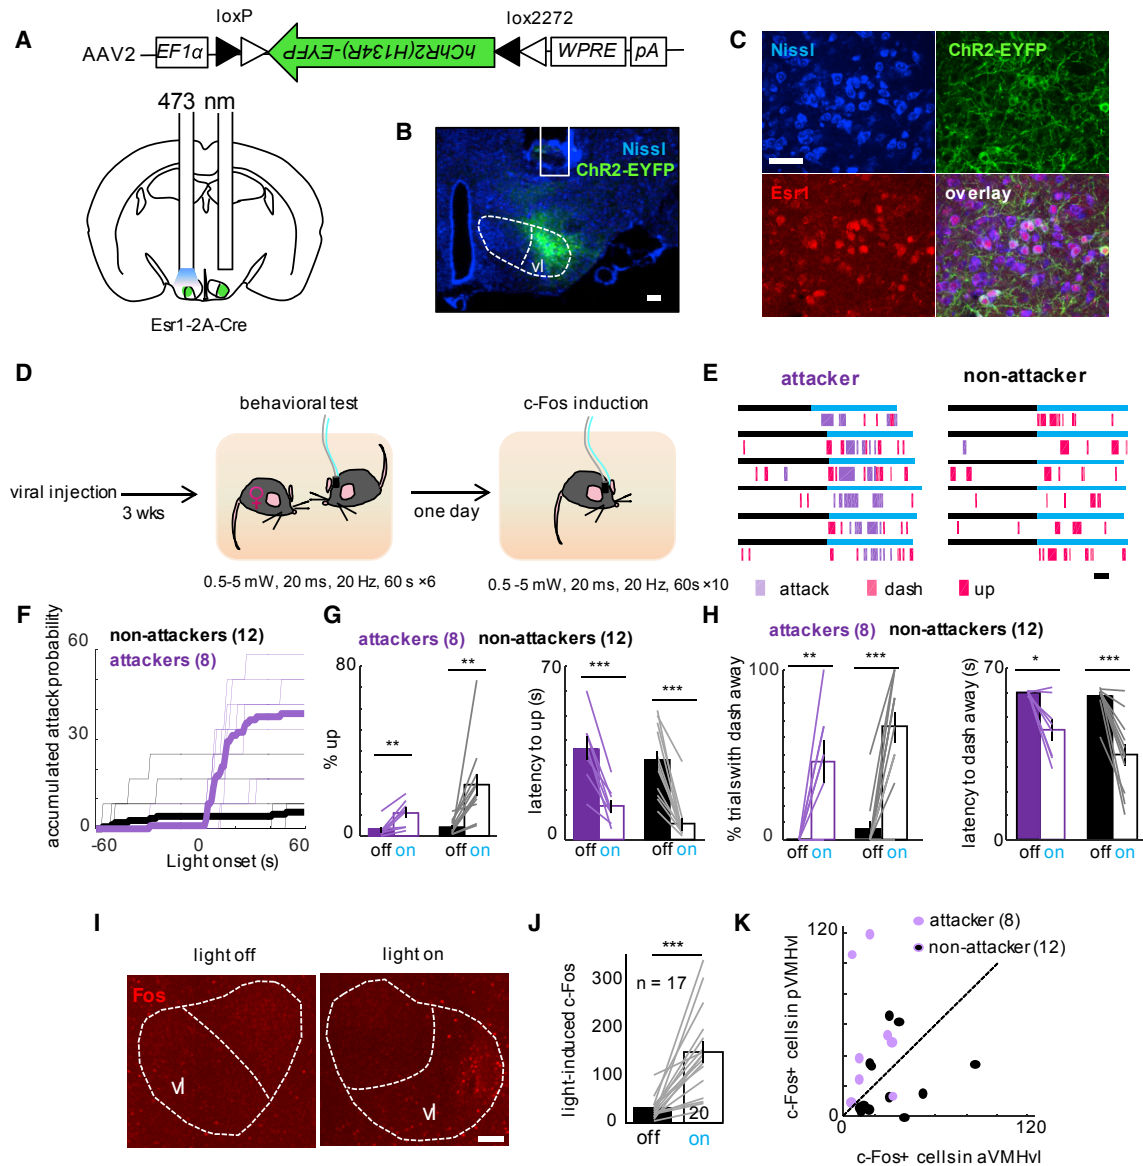 A
loxP
lox2272
AAV2
EF1α
hChR2(H134R)-EYFP
WPRE
pA
473 nm
Esr1-2A-Cre
B
Nissl
ChR2-EYFP
vl
C
Nissl
ChR2-EYFP
Esr1
overlay
D
behavioral test
c-Fos induction
viral injection
3 wks
one day
0.5-5 mW, 20 ms, 20 Hz, 60 s ×6
0.5-5 mW, 20 ms, 20 Hz, 60s ×10
E
attacker
non-attacker
attack
dash
up
F
non-attackers (12)
attackers (8)
accumulated attack probability
60
30
0
-60
0
60
Light onset (s)
G
attackers (8) non-attackers (12)
% up
80
0
**
**
off on
off on
latency to up (s)
70
0
***
***
off on
off on
H
attackers (8) non-attackers (12)
% trials with dash away
100
0
**
***
off on
off on
latency to dash away (s)
70
0
*
***
off on
off on
I
light off
light on
Fos
vl
vl
J
***
n = 17
light-induced c-Fos
300
200
100
0
20
off
on
K
attacker (8)
non-attacker (12)
c-Fos+ cells in pVMHvl
120
0
0
120
c-Fos+ cells in aVMHvl